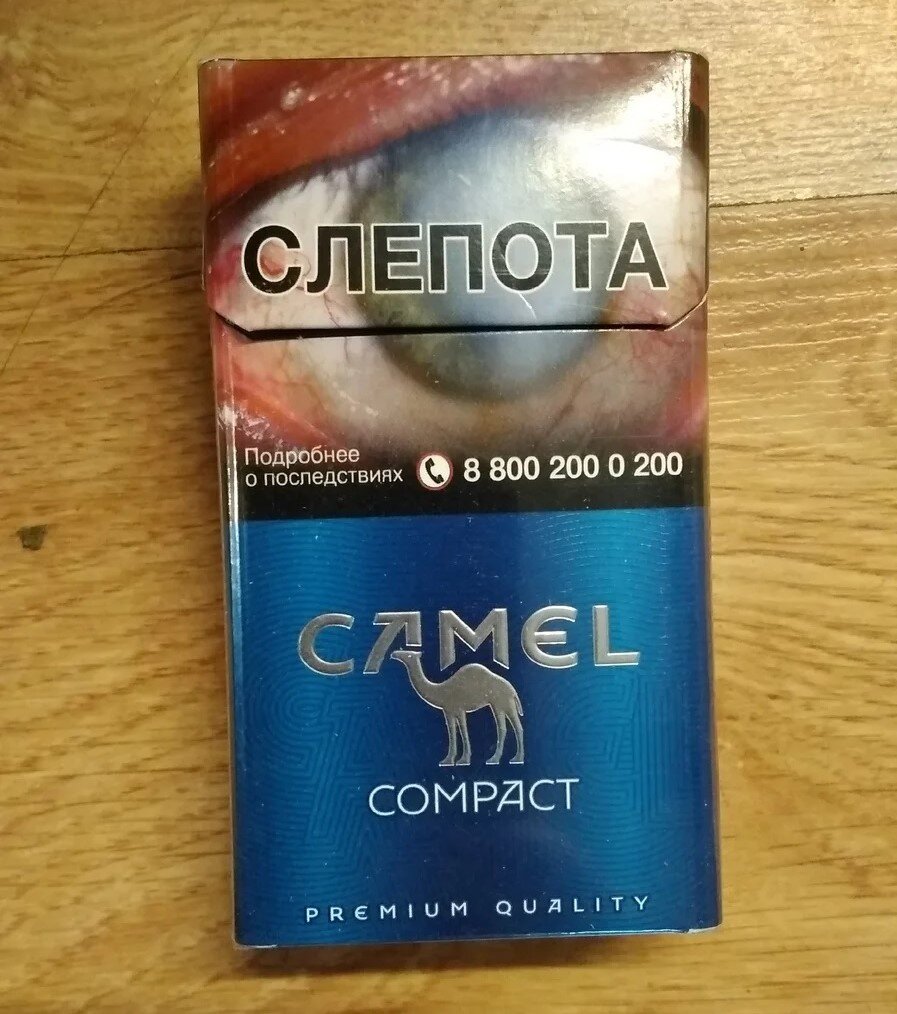 СЛЕПОТА
Подробнее
о последствиях 8 800 200 0 200
CAMEL
COMPACT
PREMIUM QUALITY